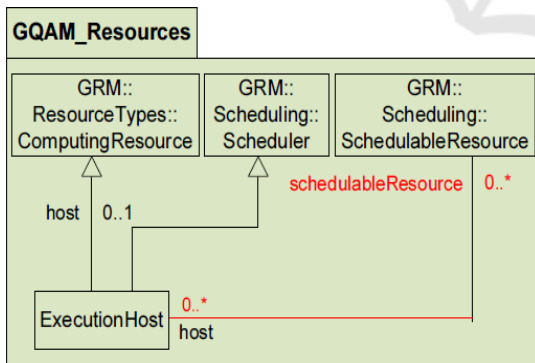 GQAM_Resources
GRM::
ResourceTypes::
ComputingResource
GRM::
Scheduling::
Scheduler
GRM::
Scheduling::
SchedulableResource
schedulableResource 0..*
host 0..1
ExecutionHost
0..*
host